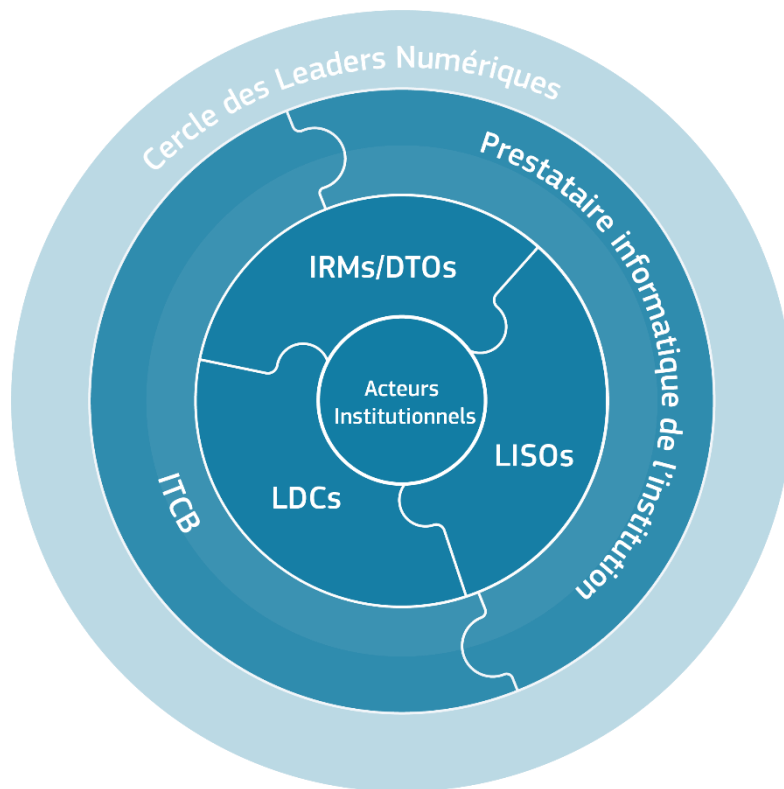 Cercle des Leaders Numériques
Prestataire informatique de l'institution
IRMs/DTOs
Acteurs
Institutionnels
LISOs
LDCs
ITCB